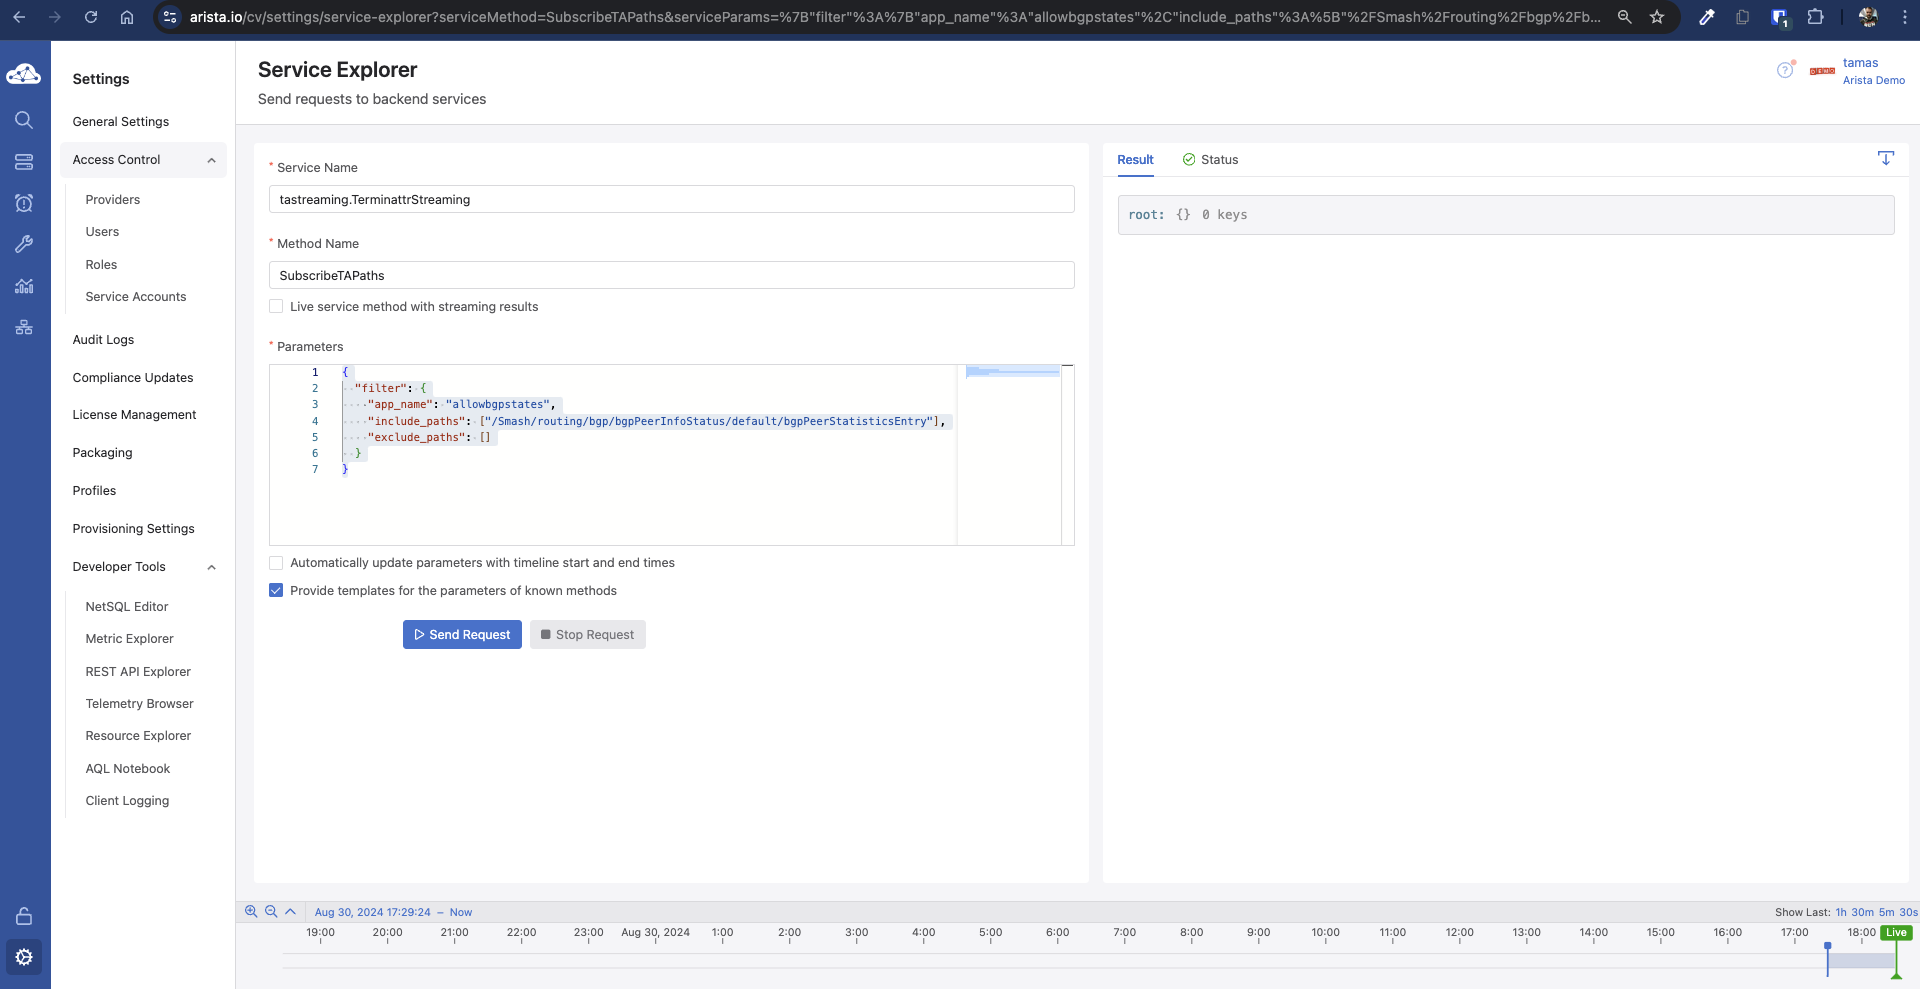 arista.io/cv/settings/service-explorer?serviceMethod=SubscribeTAPaths&serviceParams=%7B"filter"%3A%7B"app_name"%3A"allowbgpstates"%2C"include_paths"%3A%5B"%2FSmash%2Frouting%2Fbgp%2Fb...
1
Settings
General Settings
Access Control
Providers
Users
Roles
Service Accounts
Audit Logs
Compliance Updates
License Management
Packaging
Profiles
Provisioning Settings
Developer Tools
NetSQL Editor
Metric Explorer
REST API Explorer
Telemetry Browser
Resource Explorer
AQL Notebook
Client Logging
Service Explorer
Send requests to backend services
?
DEMO
tamas
Arista Demo
* Service Name
tastreaming.TerminattrStreaming
* Method Name
SubscribeTAPaths
Live service method with streaming results
* Parameters
1 {
2 "filter": {
3 "app_name": "allowbgpstates",
4 "include_paths": ["/Smash/routing/bgp/bgpPeerInfoStatus/default/bgpPeerStatisticsEntry"],
5 "exclude_paths": []
6 }
7 }
Automatically update parameters with timeline start and end times
Provide templates for the parameters of known methods
Send Request
Stop Request
Result
Status
root: {} 0 keys
Aug 30, 2024 17:29:24 – Now
Show Last: 1h 30m 5m 30s
19:00 20:00 21:00 22:00 23:00 Aug 30, 2024 1:00 2:00 3:00 4:00 5:00 6:00 7:00 8:00 9:00 10:00 11:00 12:00 13:00 14:00 15:00 16:00 17:00 18:00 Live